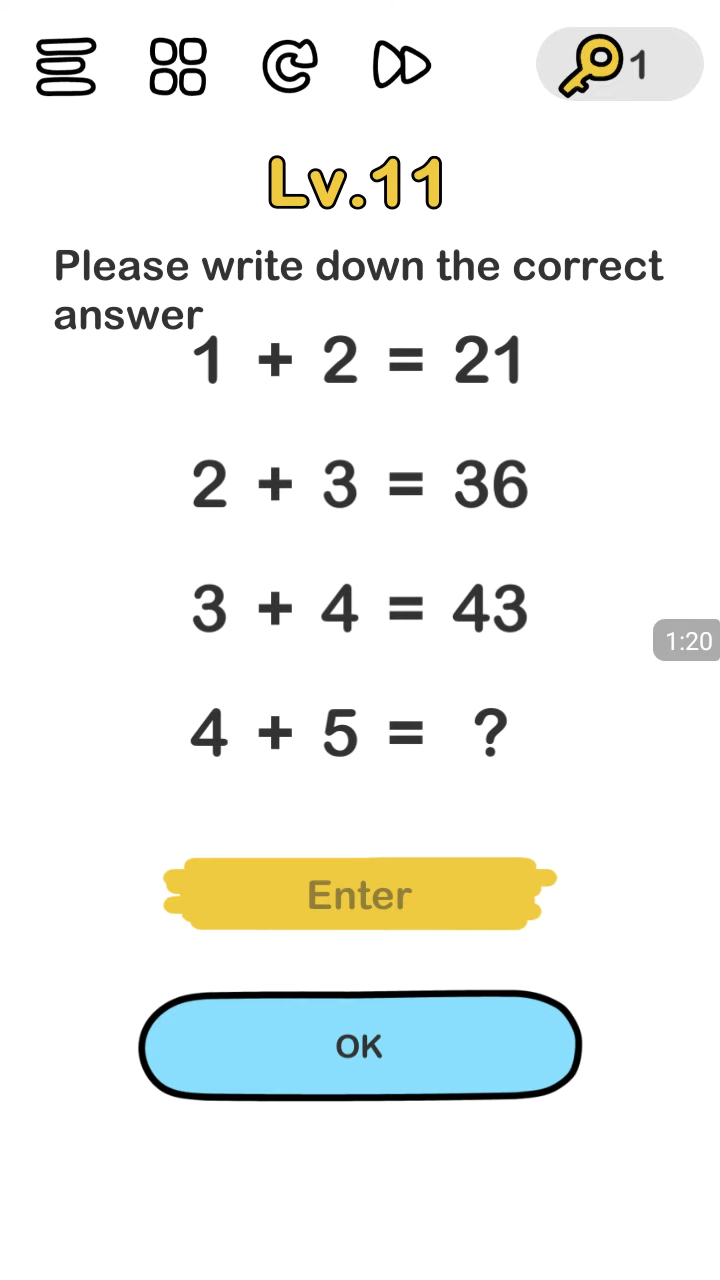 1
Lv.11
Please write down the correct
answer
1 + 2 = 21
2 + 3 = 36
3 + 4 = 43
1:20
4 + 5 = ?
Enter
OK